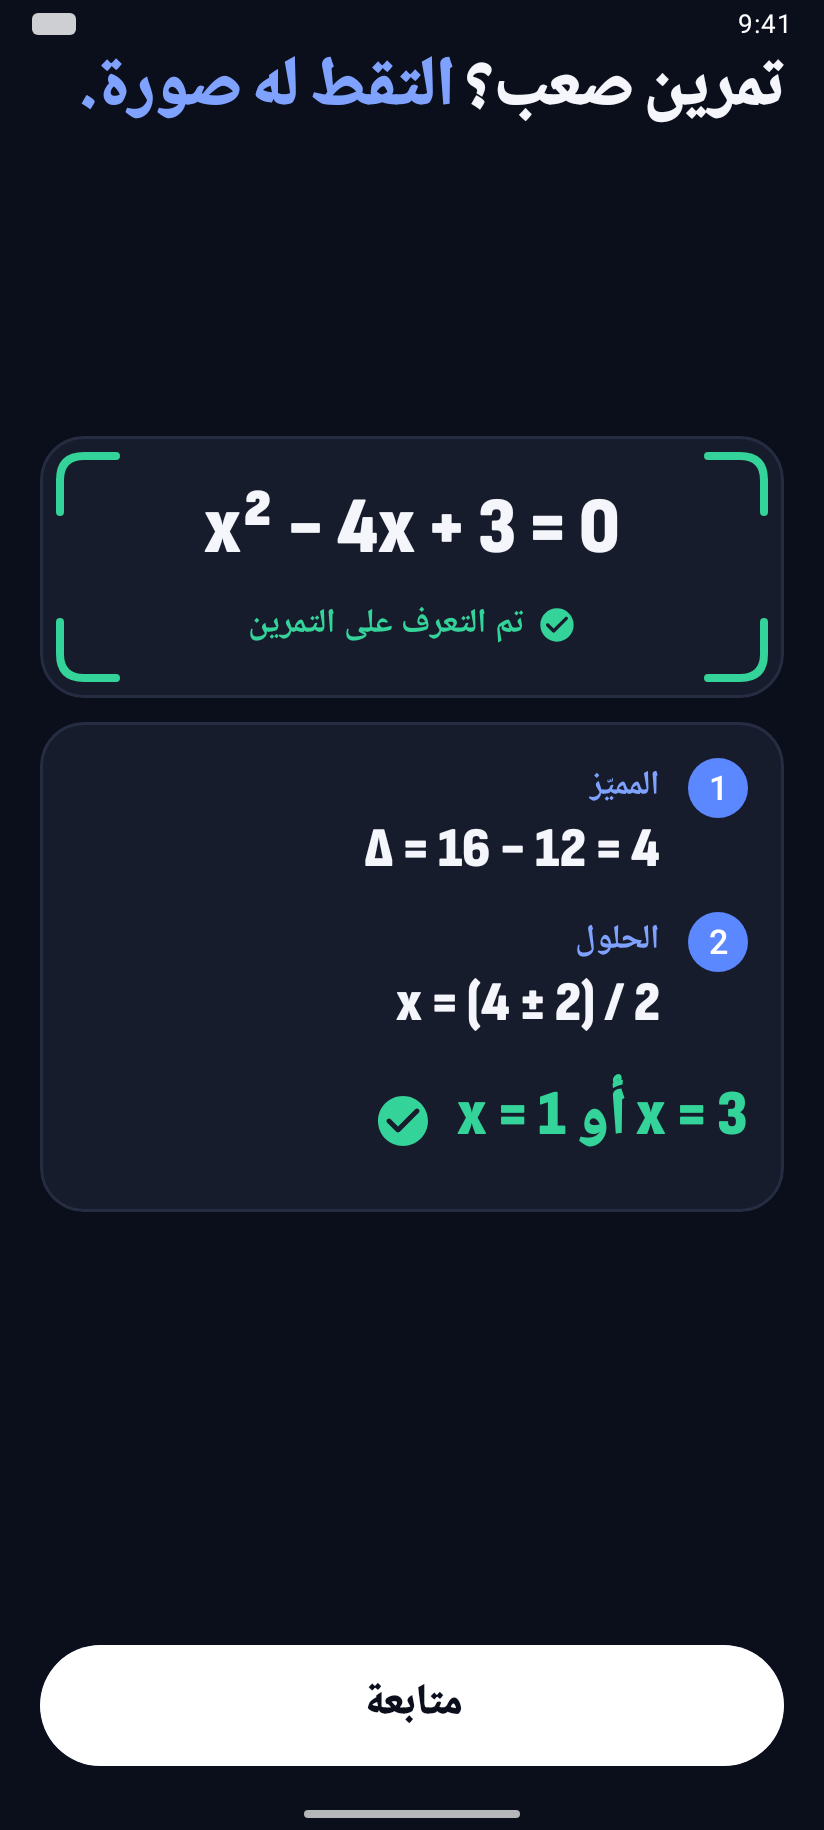 9:41
تمرين صعب؟ التقط له صورة.
x² − 4x + 3 = 0
تم التعرف على التمرين
1
المميّز
Δ = 16 − 12 = 4
2
الحلول
x = (4 ± 2) / 2
x = 3 أو x = 1
متابعة